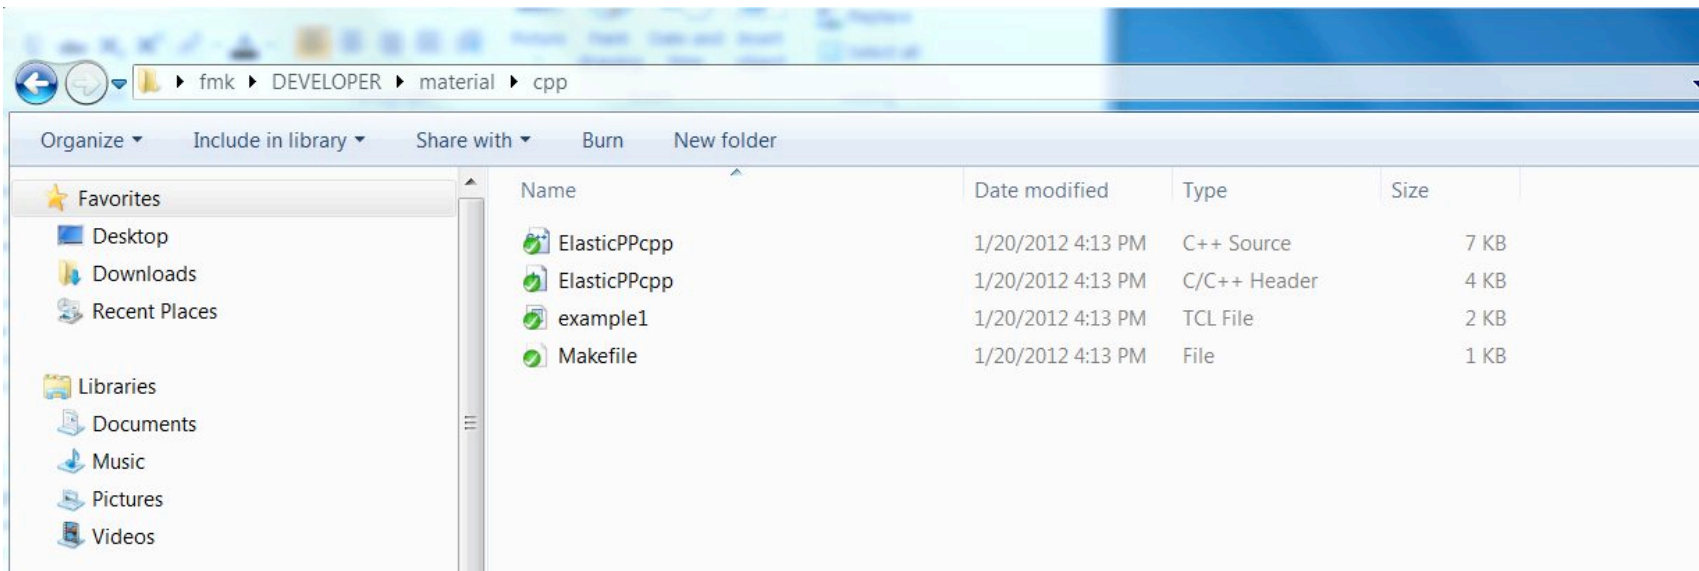 Replace
Select all
fmk DEVELOPER material cpp
Organize Include in library Share with Burn New folder
Favorites
Desktop
Downloads
Recent Places
Libraries
Documents
Music
Pictures
Videos
Name Date modified Type Size
ElasticPPcpp 1/20/2012 4:13 PM C++ Source 7 KB
ElasticPPcpp 1/20/2012 4:13 PM C/C++ Header 4 KB
example1 1/20/2012 4:13 PM TCL File 2 KB
Makefile 1/20/2012 4:13 PM File 1 KB